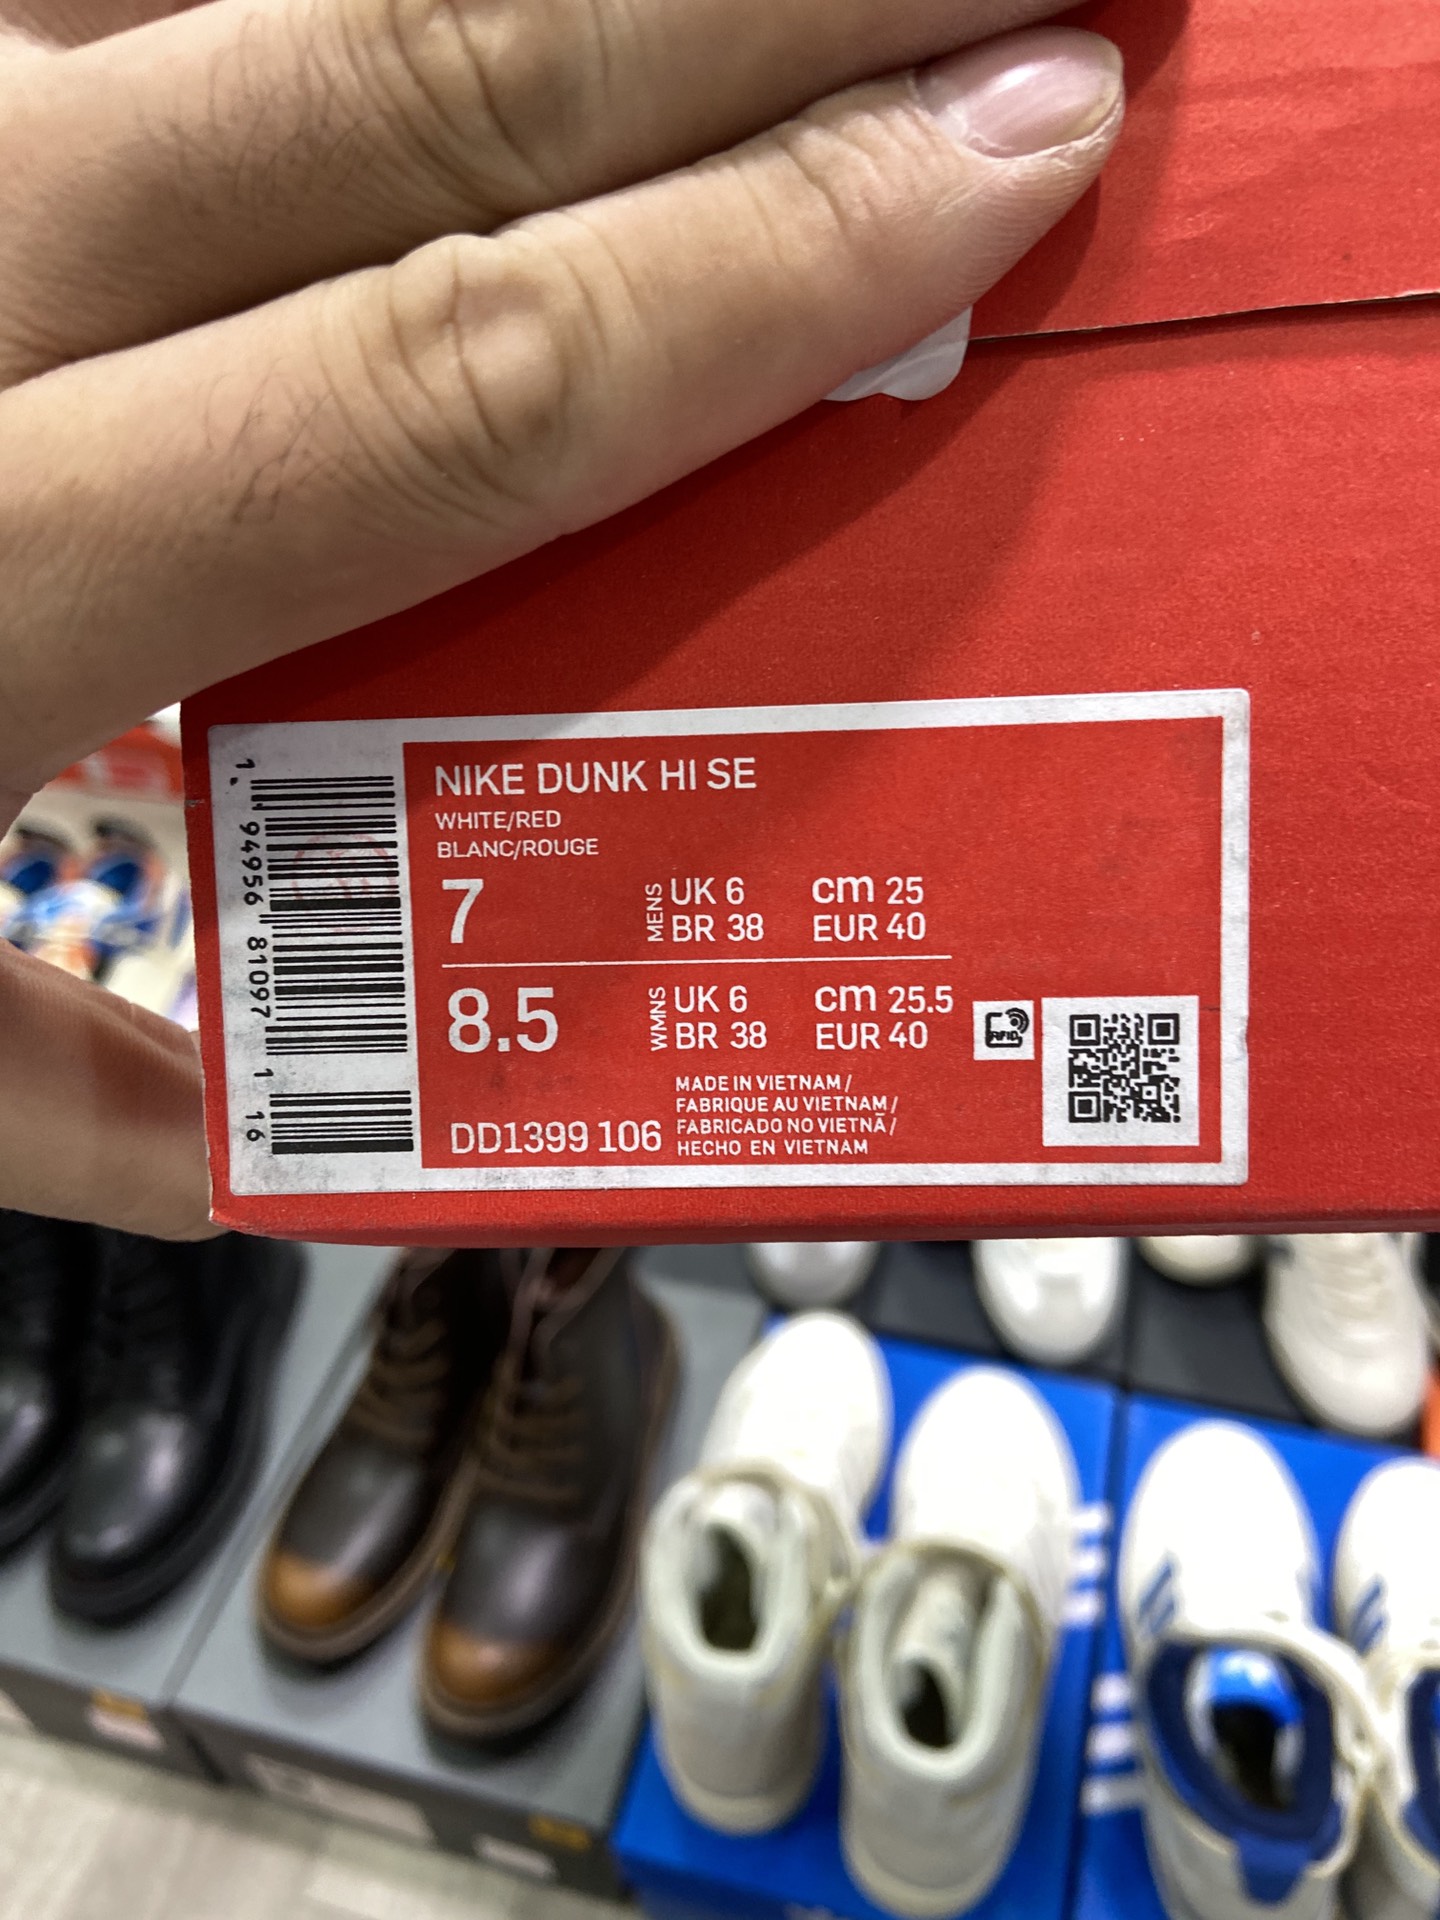 NIKE DUNK HI SE
WHITE/RED
BLANC/ROUGE
7 MENS UK 6 cm 25
BR 38 EUR 40
8.5 WMNS UK 6 cm 25.5
BR 38 EUR 40
RFID
MADE IN VIETNAM /
FABRIQUE AU VIETNAM /
FABRICADO NO VIETNÃ /
HECHO EN VIETNAM
DD1399 106
1 94956 81097 1 16